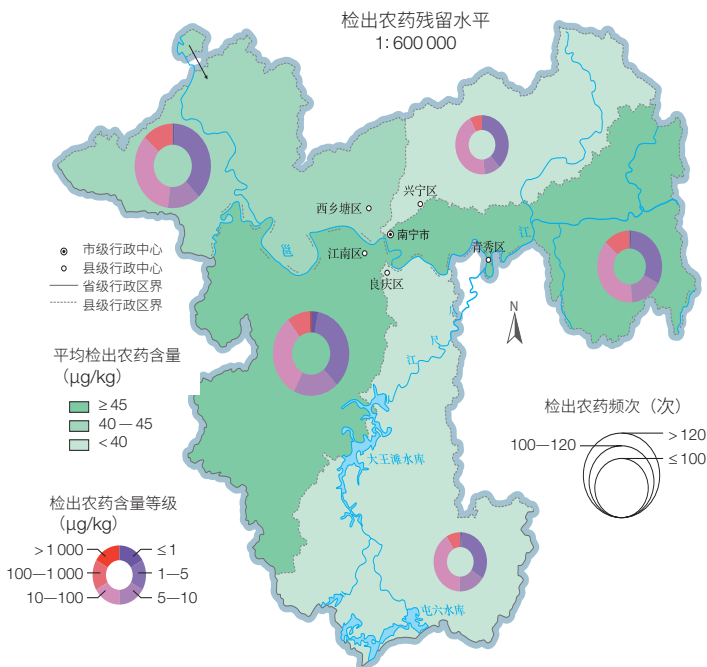 检出农药残留水平
1:600 000
兴宁区
西乡塘区
南宁市
邕
江
青秀区
江南区
良庆区
市级行政中心
县级行政中心
省级行政区界
县级行政区界
N
八
尺
江
平均检出农药含量
(μg/kg)
≥45
40—45
<40
检出农药频次（次）
>120
100—120
≤100
大王滩水库
检出农药含量等级
(μg/kg)
>1 000
≤1
100—1 000
1—5
10—100
5—10
屯六水库